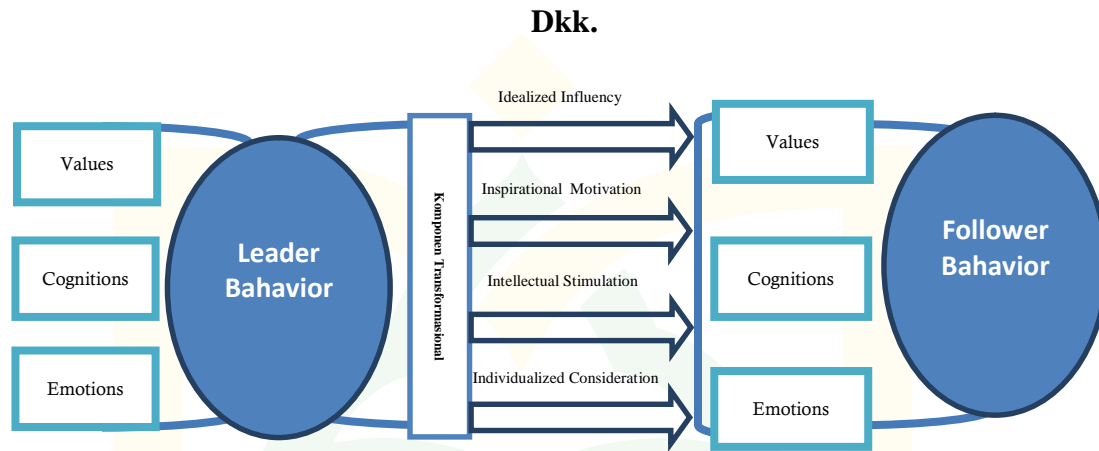 Dkk.
Values
Cognitions
Emotions
Leader
Bahavior
Komponen Transformasional
Idealized Influency
Inspirational Motivation
Intellectual Stimulation
Individualized Consideration
Values
Cognitions
Emotions
Follower
Bahavior